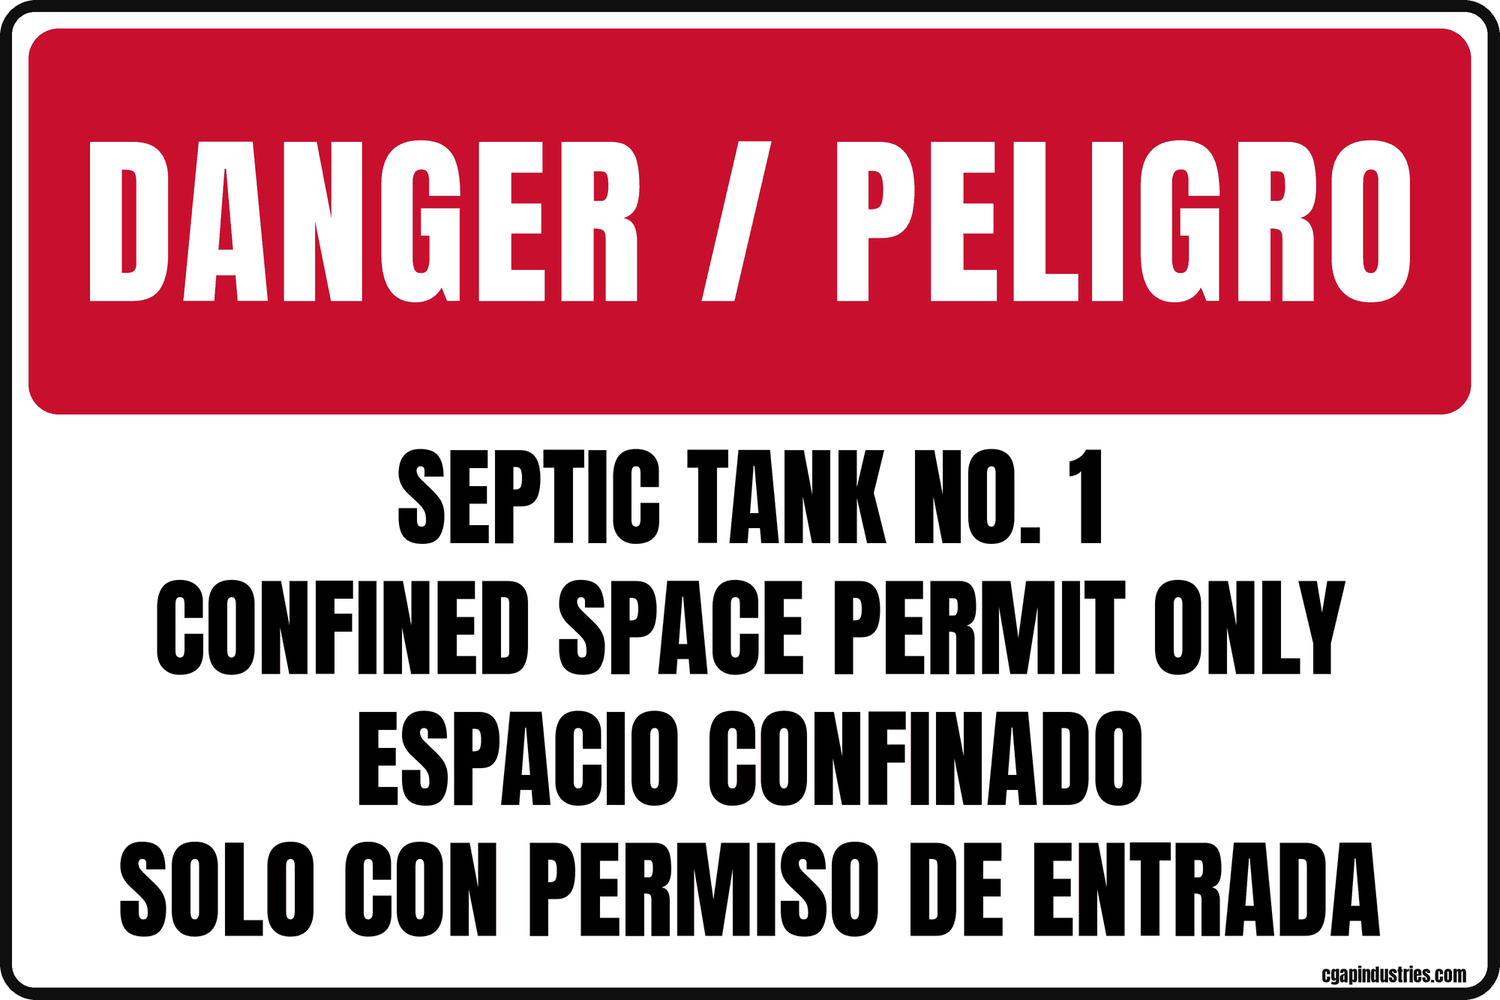 DANGER / PELIGRO
SEPTIC TANK NO. 1
CONFINED SPACE PERMIT ONLY
ESPACIO CONFINADO
SOLO CON PERMISO DE ENTRADA
cgapindustries.com